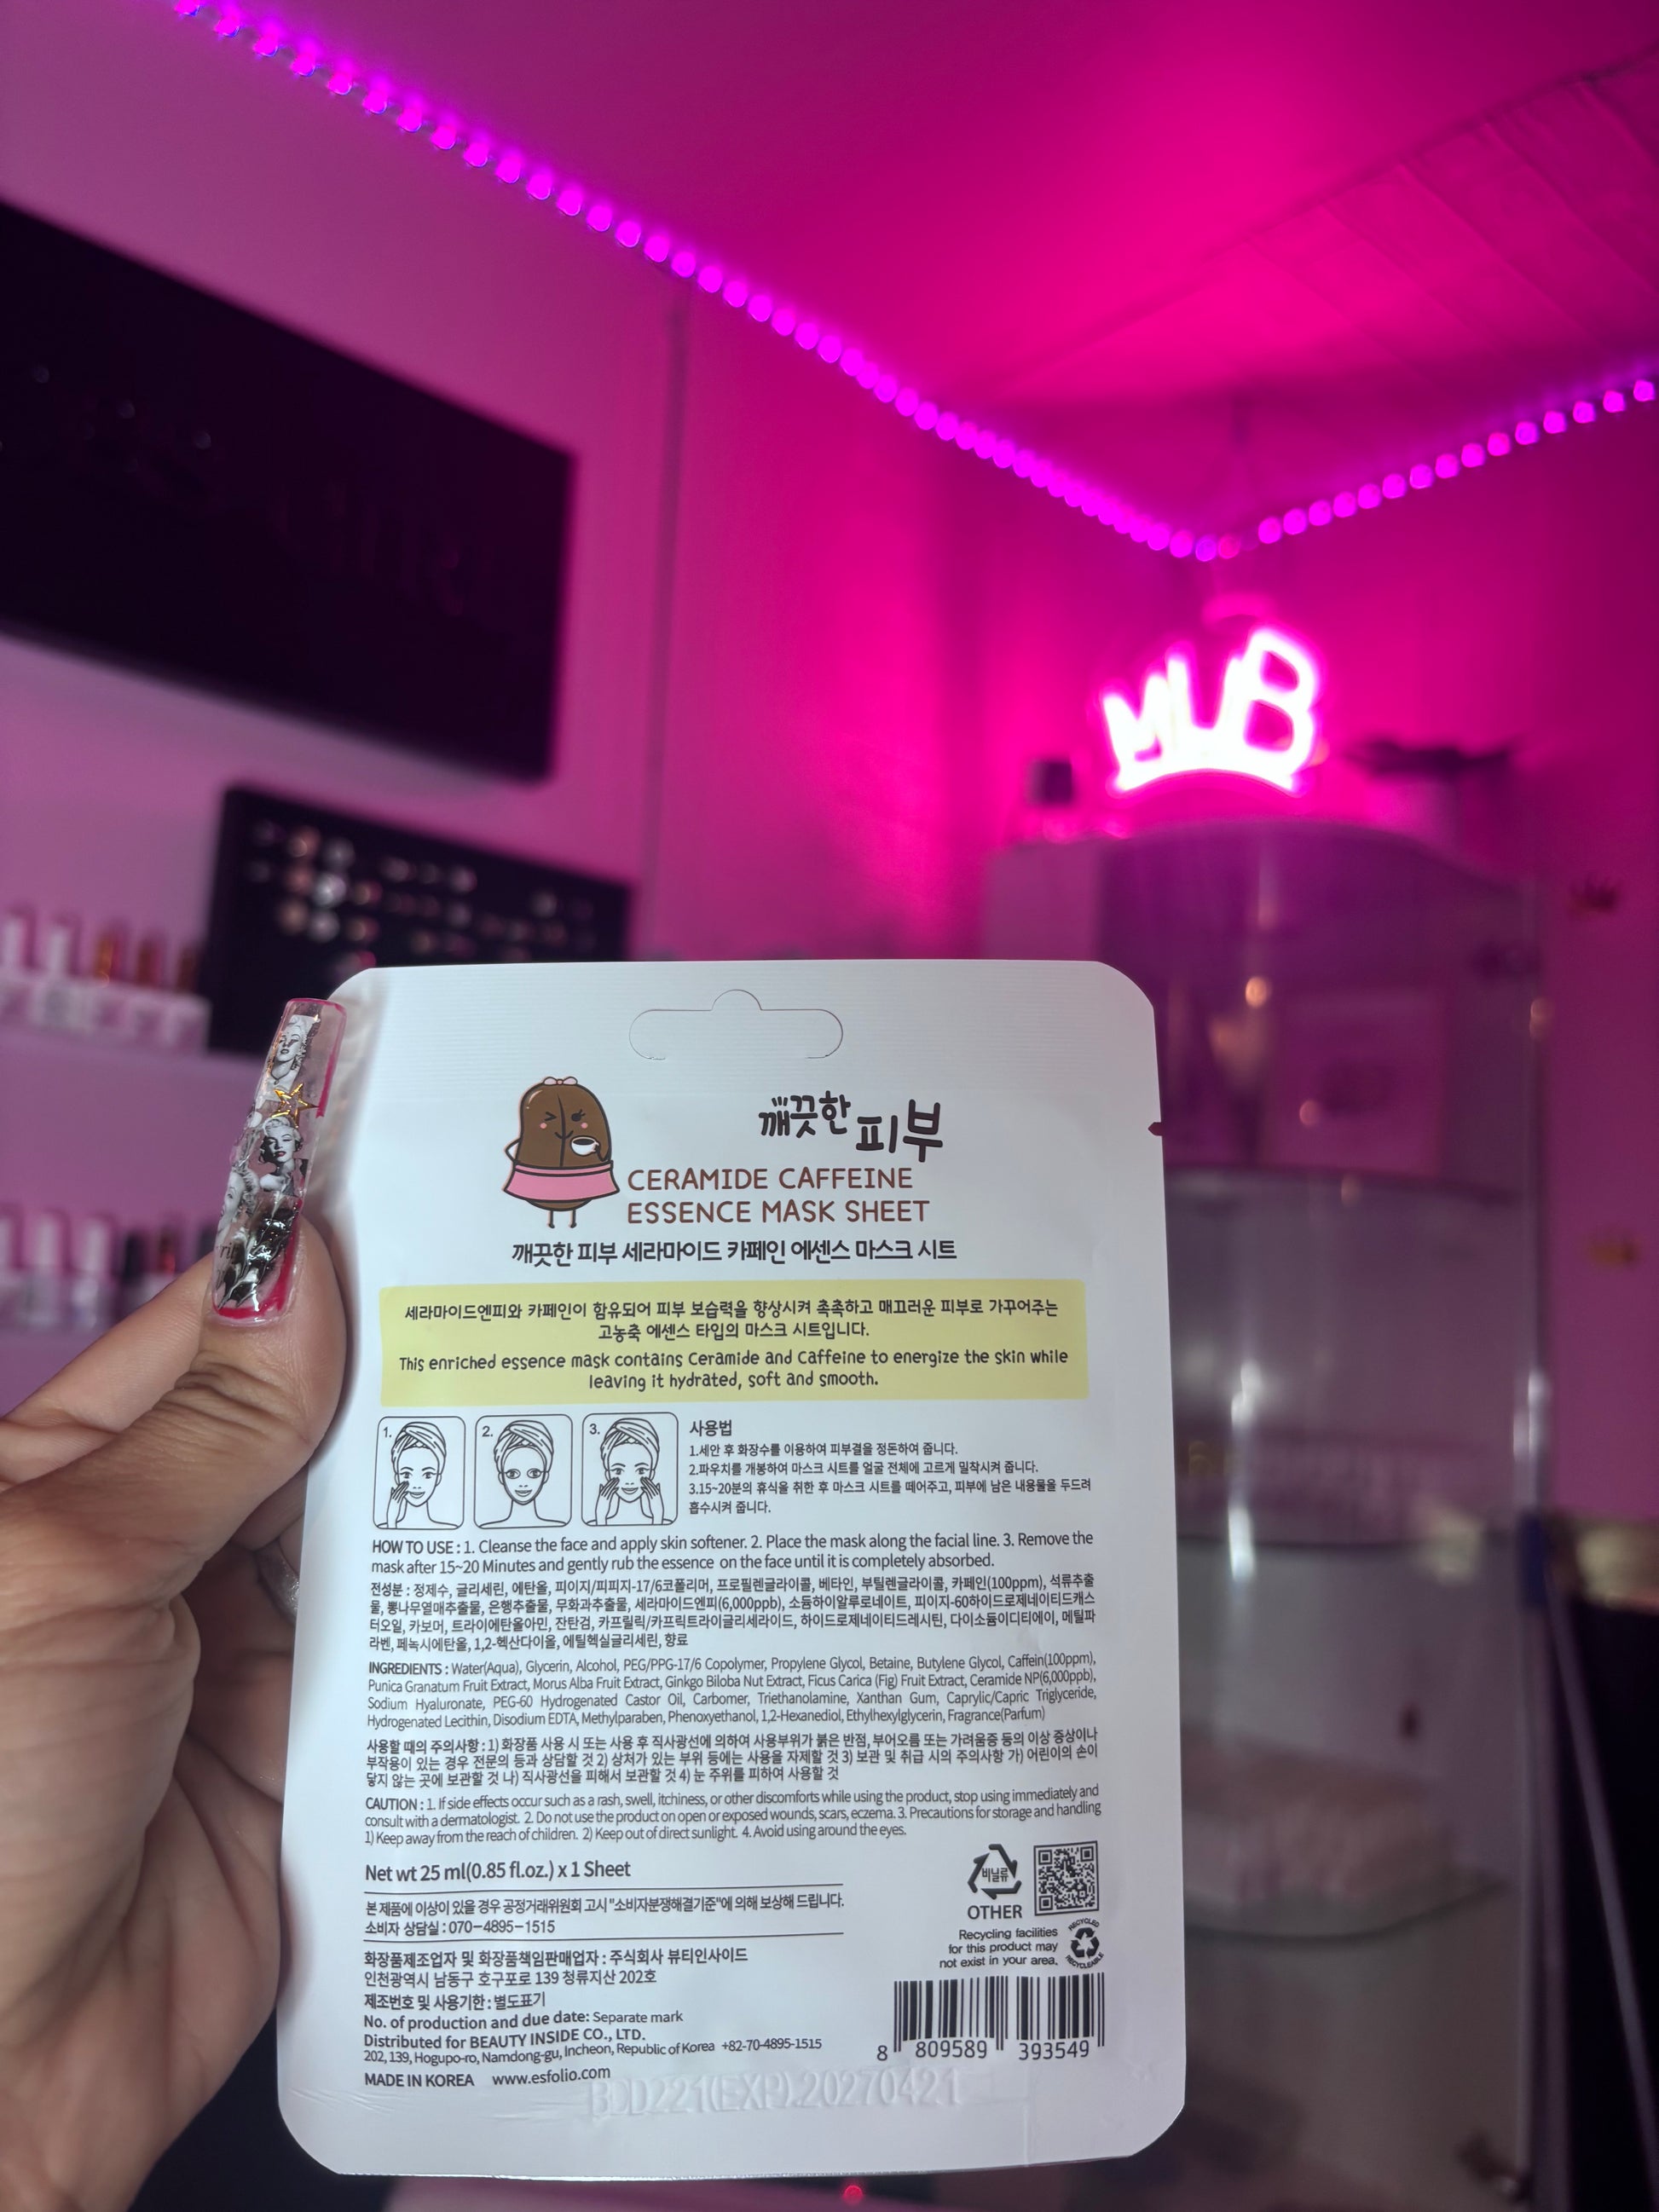 MUB
깨끗한 피부
CERAMIDE CAFFEINE
ESSENCE MASK SHEET
깨끗한 피부 세라마이드 카페인 에센스 마스크 시트
세라마이드엔피와 카페인이 함유되어 피부 보습력을 향상시켜 촉촉하고 매끄러운 피부로 가꾸어주는
고농축 에센스 타입의 마스크 시트입니다.
This enriched essence mask contains Ceramide and Caffeine to energize the skin while
leaving it hydrated, soft and smooth.
1. 2. 3.
사용법
1.세안 후 화장수를 이용하여 피부결을 정돈하여 줍니다.
2.파우치를 개봉하여 마스크 시트를 얼굴 전체에 고르게 밀착시켜 줍니다.
3.15~20분의 휴식을 취한 후 마스크 시트를 떼어주고, 피부에 남은 내용물을 두드려
흡수시켜 줍니다.
HOW TO USE : 1. Cleanse the face and apply skin softener. 2. Place the mask along the facial line. 3. Remove the
mask after 15~20 Minutes and gently rub the essence on the face until it is completely absorbed.
전성분 : 정제수, 글리세린, 에탄올, 피이지/피피지-17/6코폴리머, 프로필렌글라이콜, 베타인, 부틸렌글라이콜, 카페인(100ppm), 석류추출
물, 뽕나무열매추출물, 은행추출물, 무화과추출물, 세라마이드엔피(6,000ppb), 소듐하이알루로네이트, 피이지-60하이드로제네이티드캐스
터오일, 카보머, 트라이에탄올아민, 잔탄검, 카프릴릭/카프릭트라이글리세라이드, 하이드로제네이티드레시틴, 다이소듐이디티에이, 메틸파
라벤, 페녹시에탄올, 1,2-헥산다이올, 에틸헥실글리세린, 향료
INGREDIENTS : Water(Aqua), Glycerin, Alcohol, PEG/PPG-17/6 Copolymer, Propylene Glycol, Betaine, Butylene Glycol, Caffein(100ppm),
Punica Granatum Fruit Extract, Morus Alba Fruit Extract, Ginkgo Biloba Nut Extract, Ficus Carica (Fig) Fruit Extract, Ceramide NP(6,000ppb),
Sodium Hyaluronate, PEG-60 Hydrogenated Castor Oil, Carbomer, Triethanolamine, Xanthan Gum, Caprylic/Capric Triglyceride,
Hydrogenated Lecithin, Disodium EDTA, Methylparaben, Phenoxyethanol, 1,2-Hexanediol, Ethylhexylglycerin, Fragrance(Parfum)
사용할 때의 주의사항 : 1) 화장품 사용 시 또는 사용 후 직사광선에 의하여 사용부위가 붉은 반점, 부어오름 또는 가려움증 등의 이상 증상이나
부작용이 있는 경우 전문의 등과 상담할 것 2) 상처가 있는 부위 등에는 사용을 자제할 것 3) 보관 및 취급 시의 주의사항 가) 어린이의 손이
닿지 않는 곳에 보관할 것 나) 직사광선을 피해서 보관할 것 4) 눈 주위를 피하여 사용할 것
CAUTION : 1. If side effects occur such as a rash, swell, itchiness, or other discomforts while using the product, stop using immediately and
consult with a dermatologist. 2. Do not use the product on open or exposed wounds, scars, eczema. 3. Precautions for storage and handling
1) Keep away from the reach of children. 2) Keep out of direct sunlight. 4. Avoid using around the eyes.
Net wt 25 ml(0.85 fl.oz.) x 1 Sheet
본 제품에 이상이 있을 경우 공정거래위원회 고시 "소비자분쟁해결기준"에 의해 보상해 드립니다.
소비자 상담실 : 070-4895-1515
화장품제조업자 및 화장품책임판매업자 : 주식회사 뷰티인사이드
인천광역시 남동구 호구포로 139 청류지산 202호
제조번호 및 사용기한 : 별도표기
No. of production and due date: Separate mark
Distributed for BEAUTY INSIDE CO., LTD.
202, 139, Hogupo-ro, Namdong-gu, Incheon, Republic of Korea +82-70-4895-1515
MADE IN KOREA www.esfolio.com
비닐류
OTHER
Recycling facilities
for this product may
not exist in your area.
RECYCLED
RECYCLEABLE
8 809589 393549
BDD221(EXP).20270421